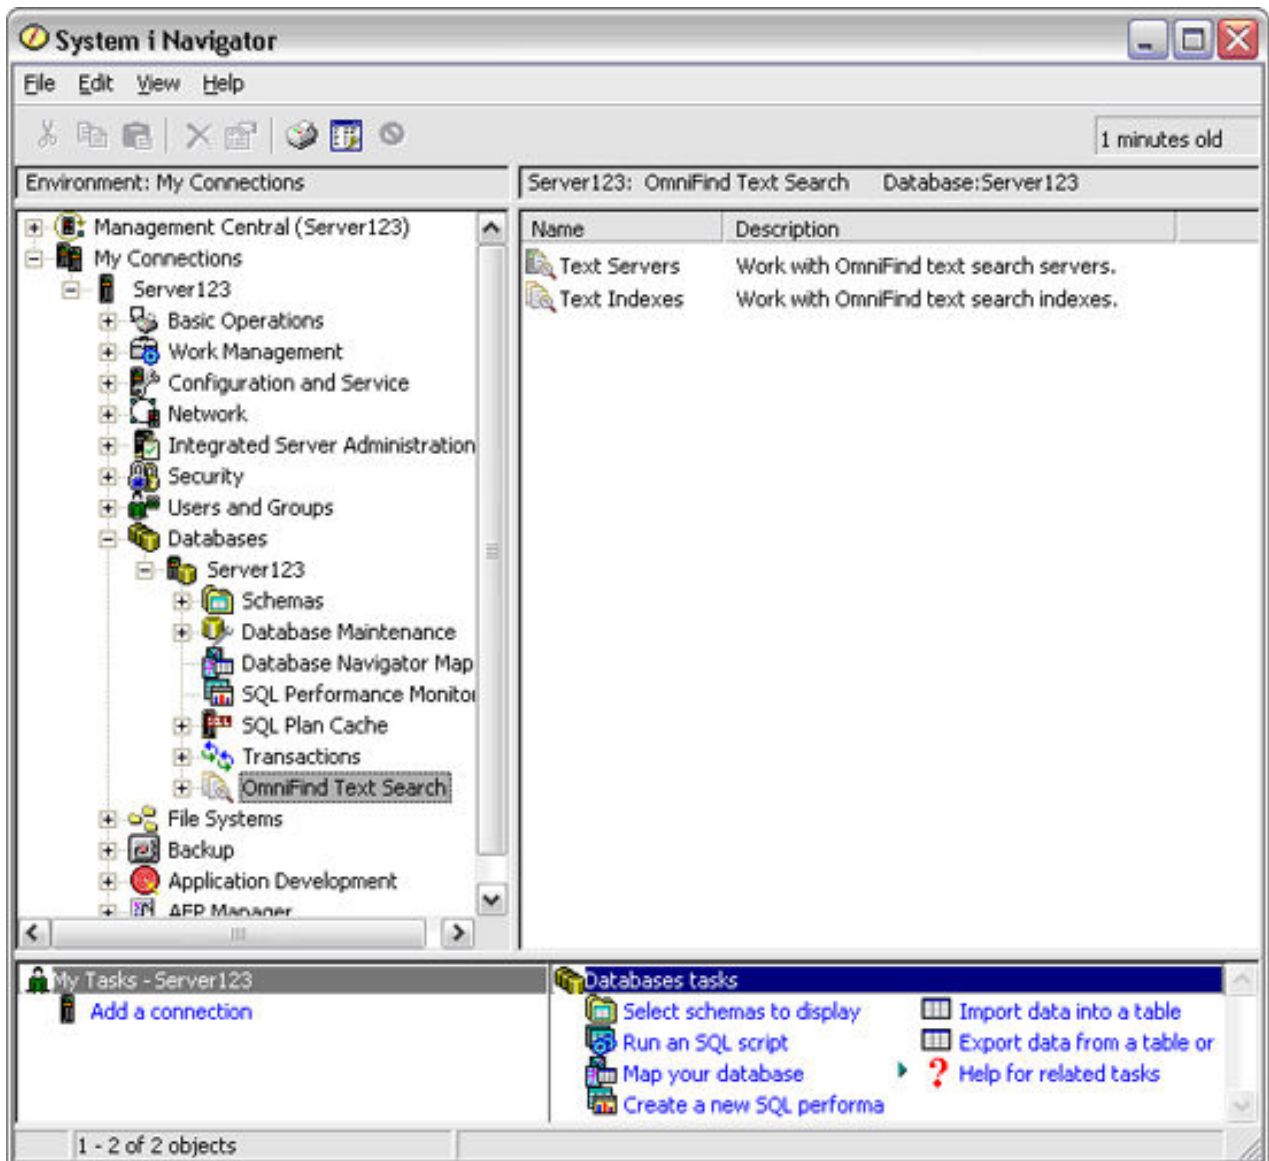 System i Navigator
File Edit View Help
1 minutes old
Environment: My Connections
Server123: OmniFind Text Search Database:Server123
Management Central (Server123)
My Connections
Server123
Basic Operations
Work Management
Configuration and Service
Network
Integrated Server Administration
Security
Users and Groups
Databases
Server123
Schemas
Database Maintenance
Database Navigator Map
SQL Performance Monitor
SQL Plan Cache
Transactions
OmniFind Text Search
File Systems
Backup
Application Development
AFP Manager
Name Description
Text Servers Work with OmniFind text search servers.
Text Indexes Work with OmniFind text search indexes.
My Tasks - Server123
Add a connection
Databases tasks
Select schemas to display
Run an SQL script
Map your database
Create a new SQL performa
Import data into a table
Export data from a table or
Help for related tasks
1 - 2 of 2 objects